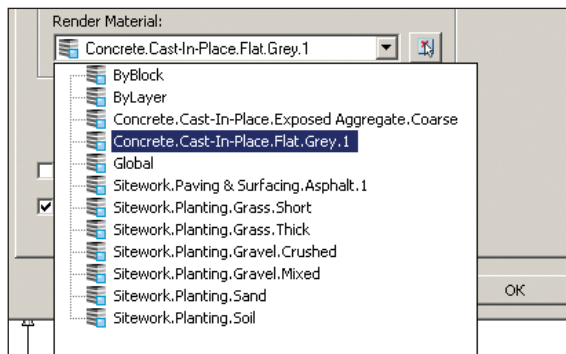 Render Material:
Concrete.Cast-In-Place.Flat.Grey.1
ByBlock
ByLayer
Concrete.Cast-In-Place.Exposed Aggregate.Coarse
Concrete.Cast-In-Place.Flat.Grey.1
Global
Sitework.Paving & Surfacing.Asphalt.1
Sitework.Planting.Grass.Short
Sitework.Planting.Grass.Thick
Sitework.Planting.Gravel.Crushed
Sitework.Planting.Gravel.Mixed
Sitework.Planting.Sand
Sitework.Planting.Soil
OK